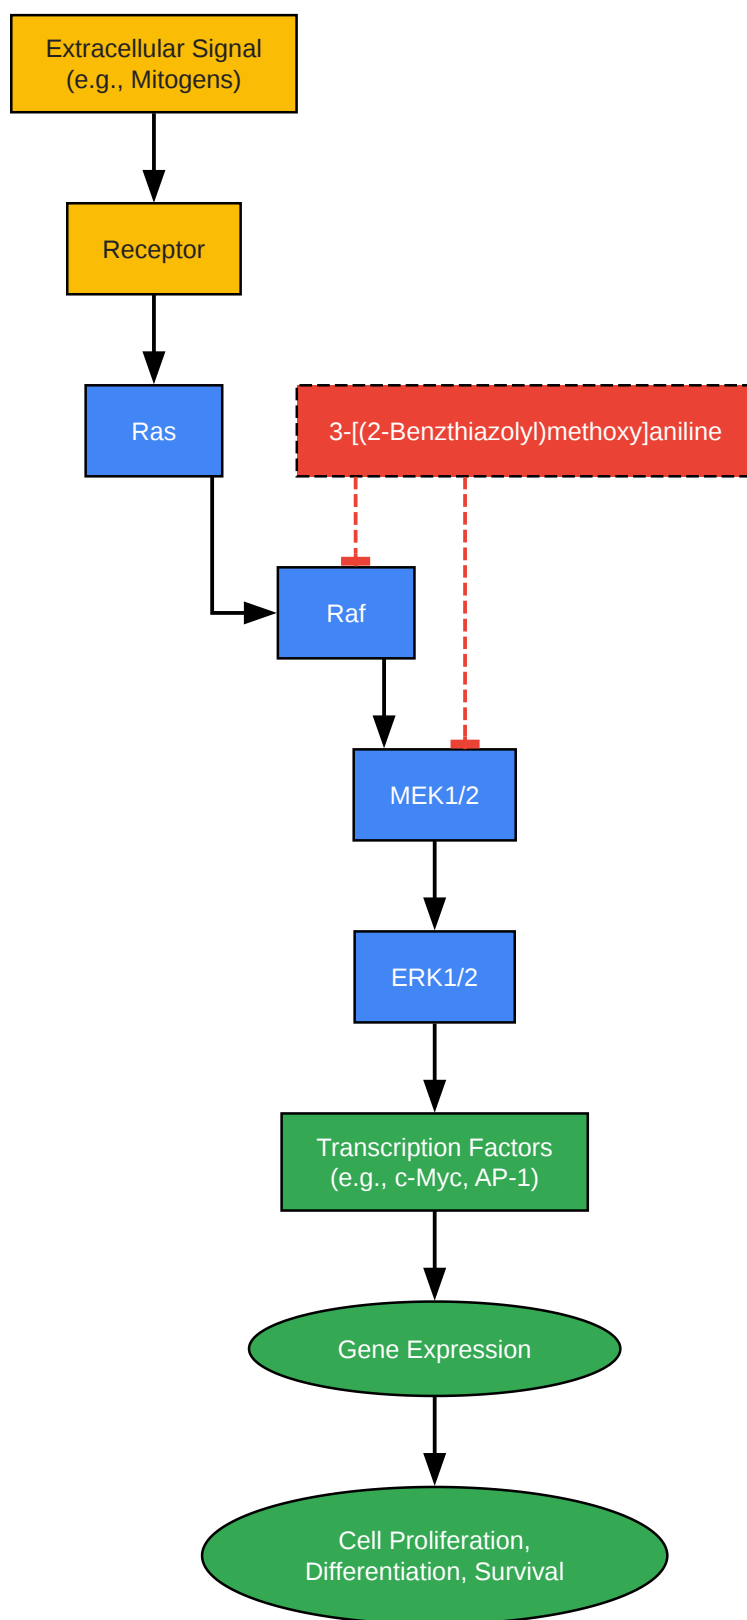 Extracellular Signal
(e.g., Mitogens)
Receptor
Ras
3-[(2-Benzthiazolyl)methoxy]aniline
Raf
MEK1/2
ERK1/2
Transcription Factors
(e.g., c-Myc, AP-1)
Gene Expression
Cell Proliferation,
Differentiation, Survival